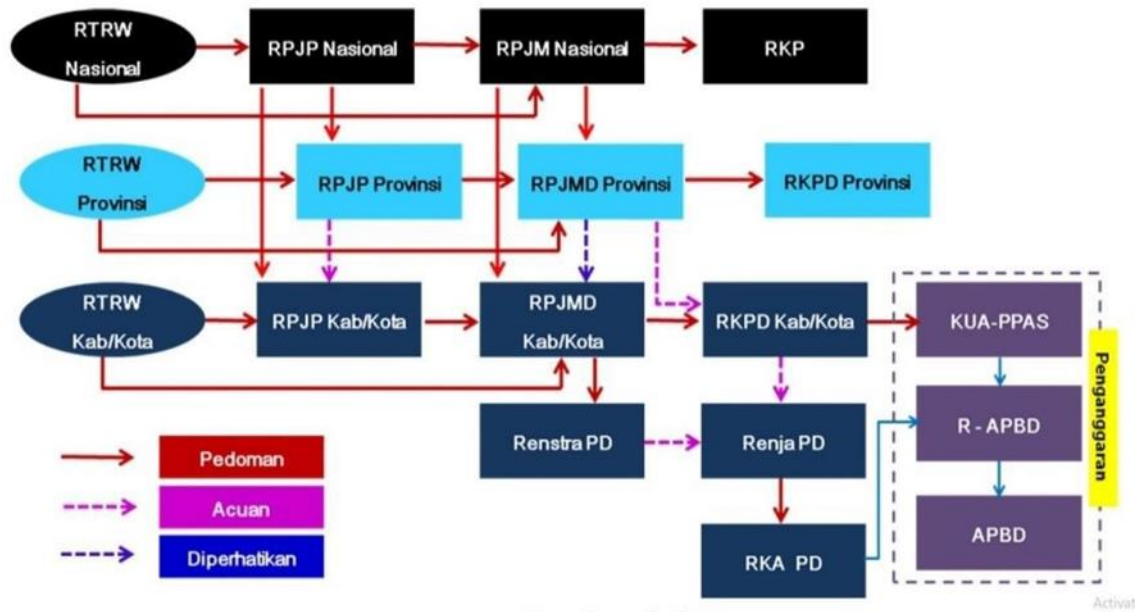 RTRW
Nasional
RPJP Nasional
RPJM Nasional
RKP
RTRW
Provinsi
RPJP Provinsi
RPJMD Provinsi
RKPD Provinsi
RTRW
Kab/Kota
RPJP Kab/Kota
RPJMD
Kab/Kota
RKPD Kab/Kota
KUA-PPAS
Renstra PD
Renja PD
R - APBD
RKA PD
APBD
Penganggaran
Pedoman
Acuan
Diperhatikan
Activat